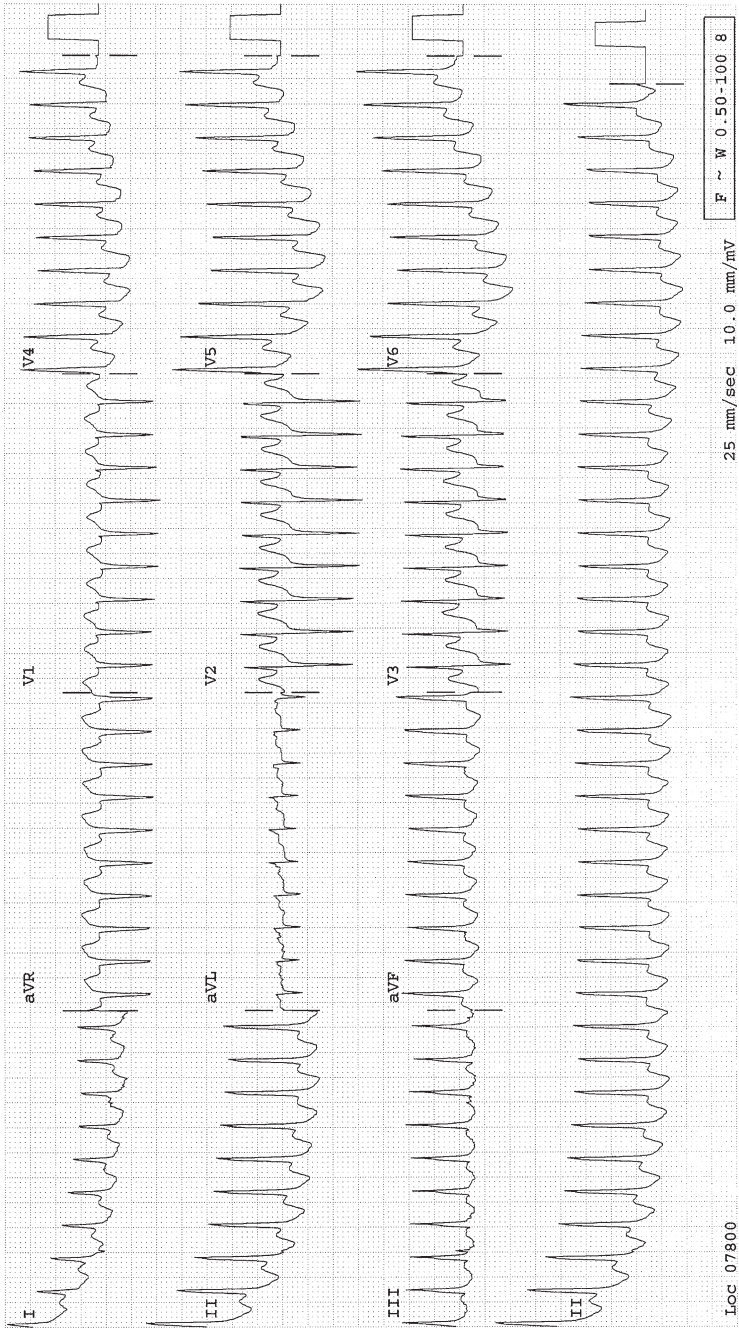 I aVR V1 V4
II aVL V2 V5
III aVF V3 V6
II
Loc 07800 25 mm/sec 10.0 mm/mV F ~ W 0.50-100 8